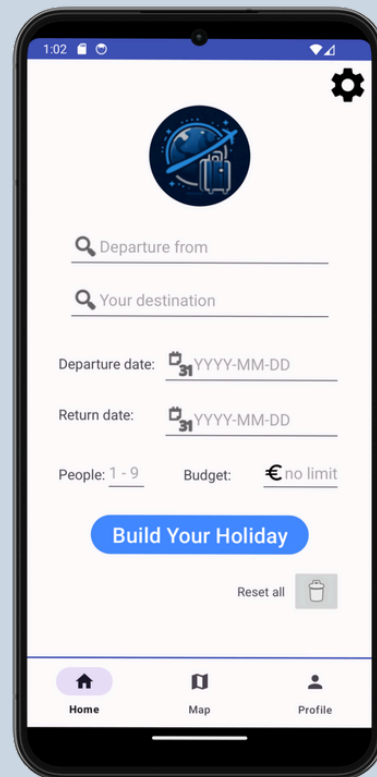 1:02
Departure from
Your destination
Departure date: 31 YYYY-MM-DD
Return date: 31 YYYY-MM-DD
People: 1 - 9 Budget: € no limit
Build Your Holiday
Reset all
Home Map Profile